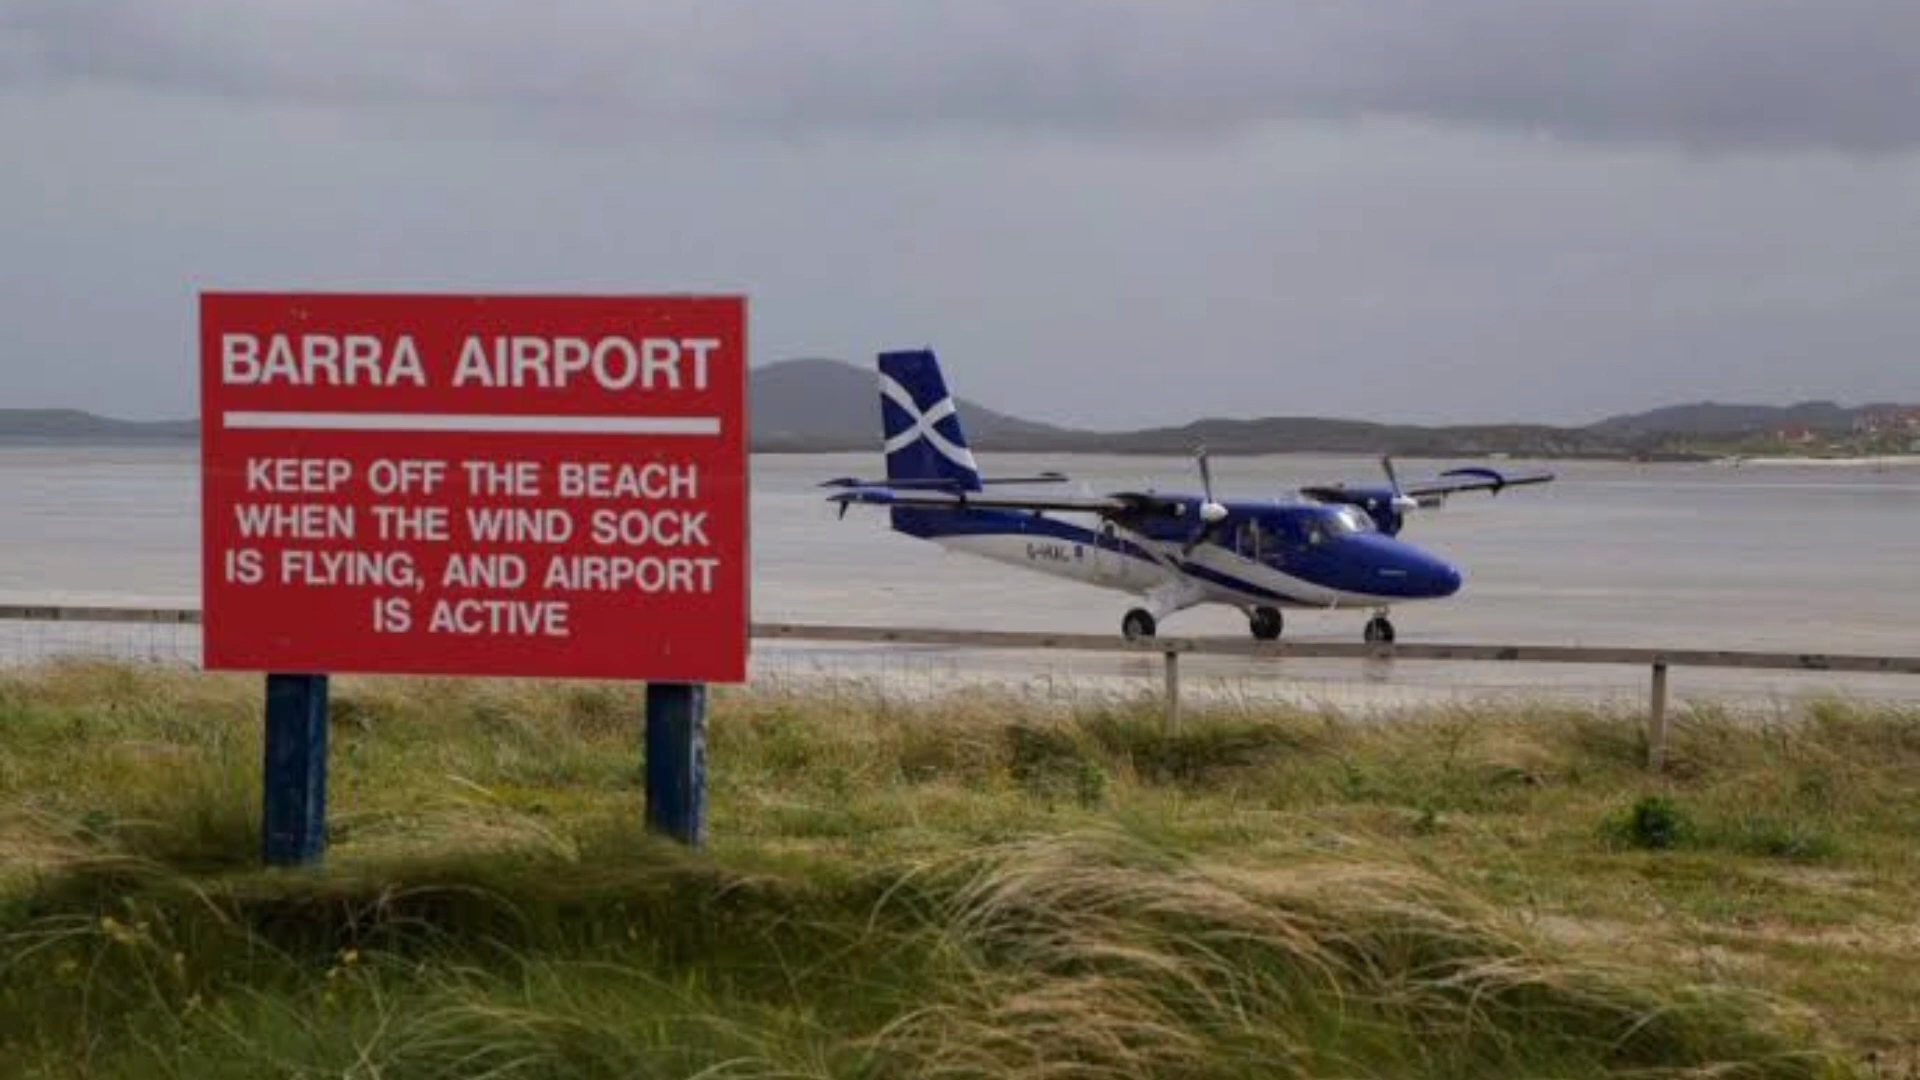 BARRA AIRPORT
KEEP OFF THE BEACH
WHEN THE WIND SOCK
IS FLYING, AND AIRPORT
IS ACTIVE